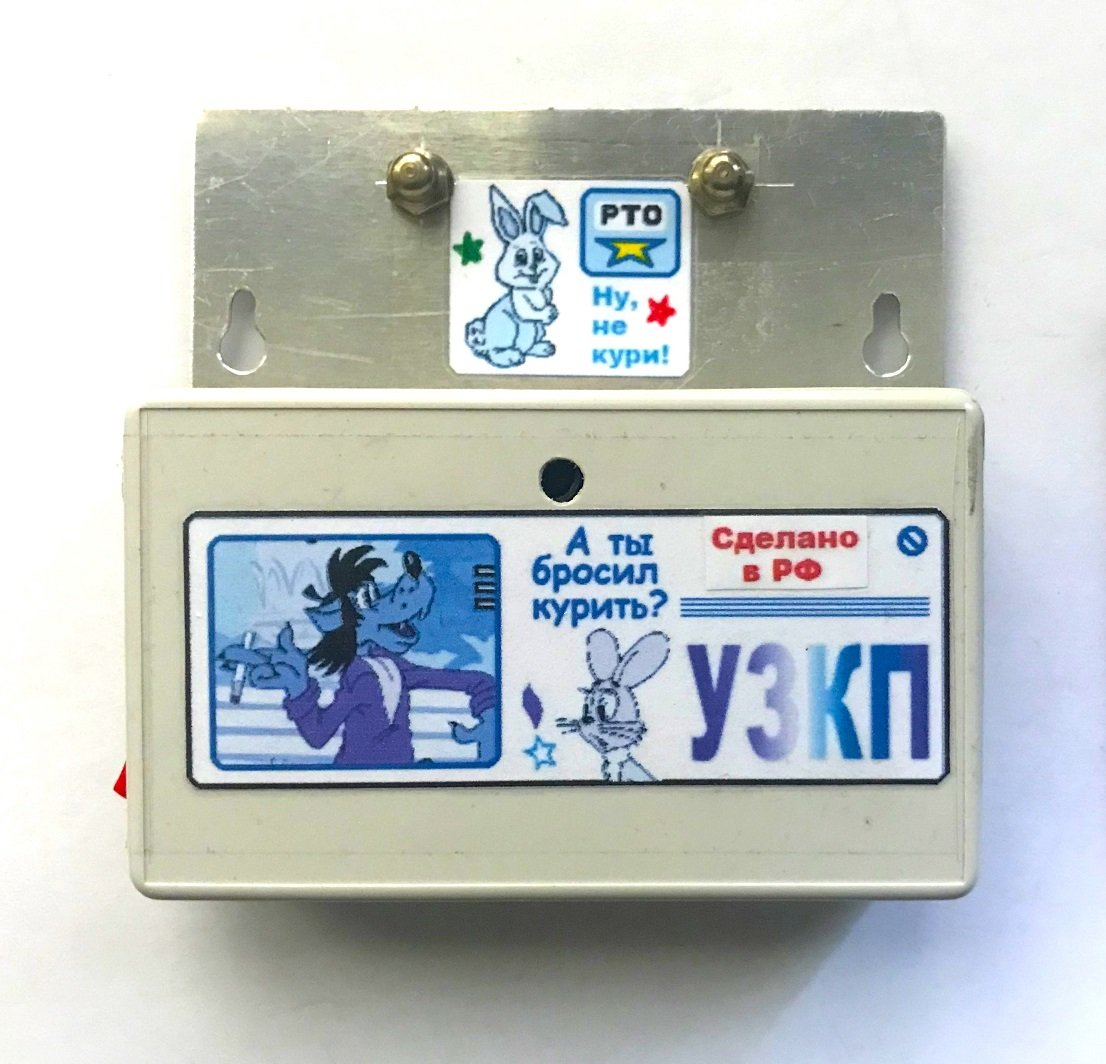 РТО
Ну,
не
кури!
А ты
бросил
курить?
Сделано
в РФ
УЗКП